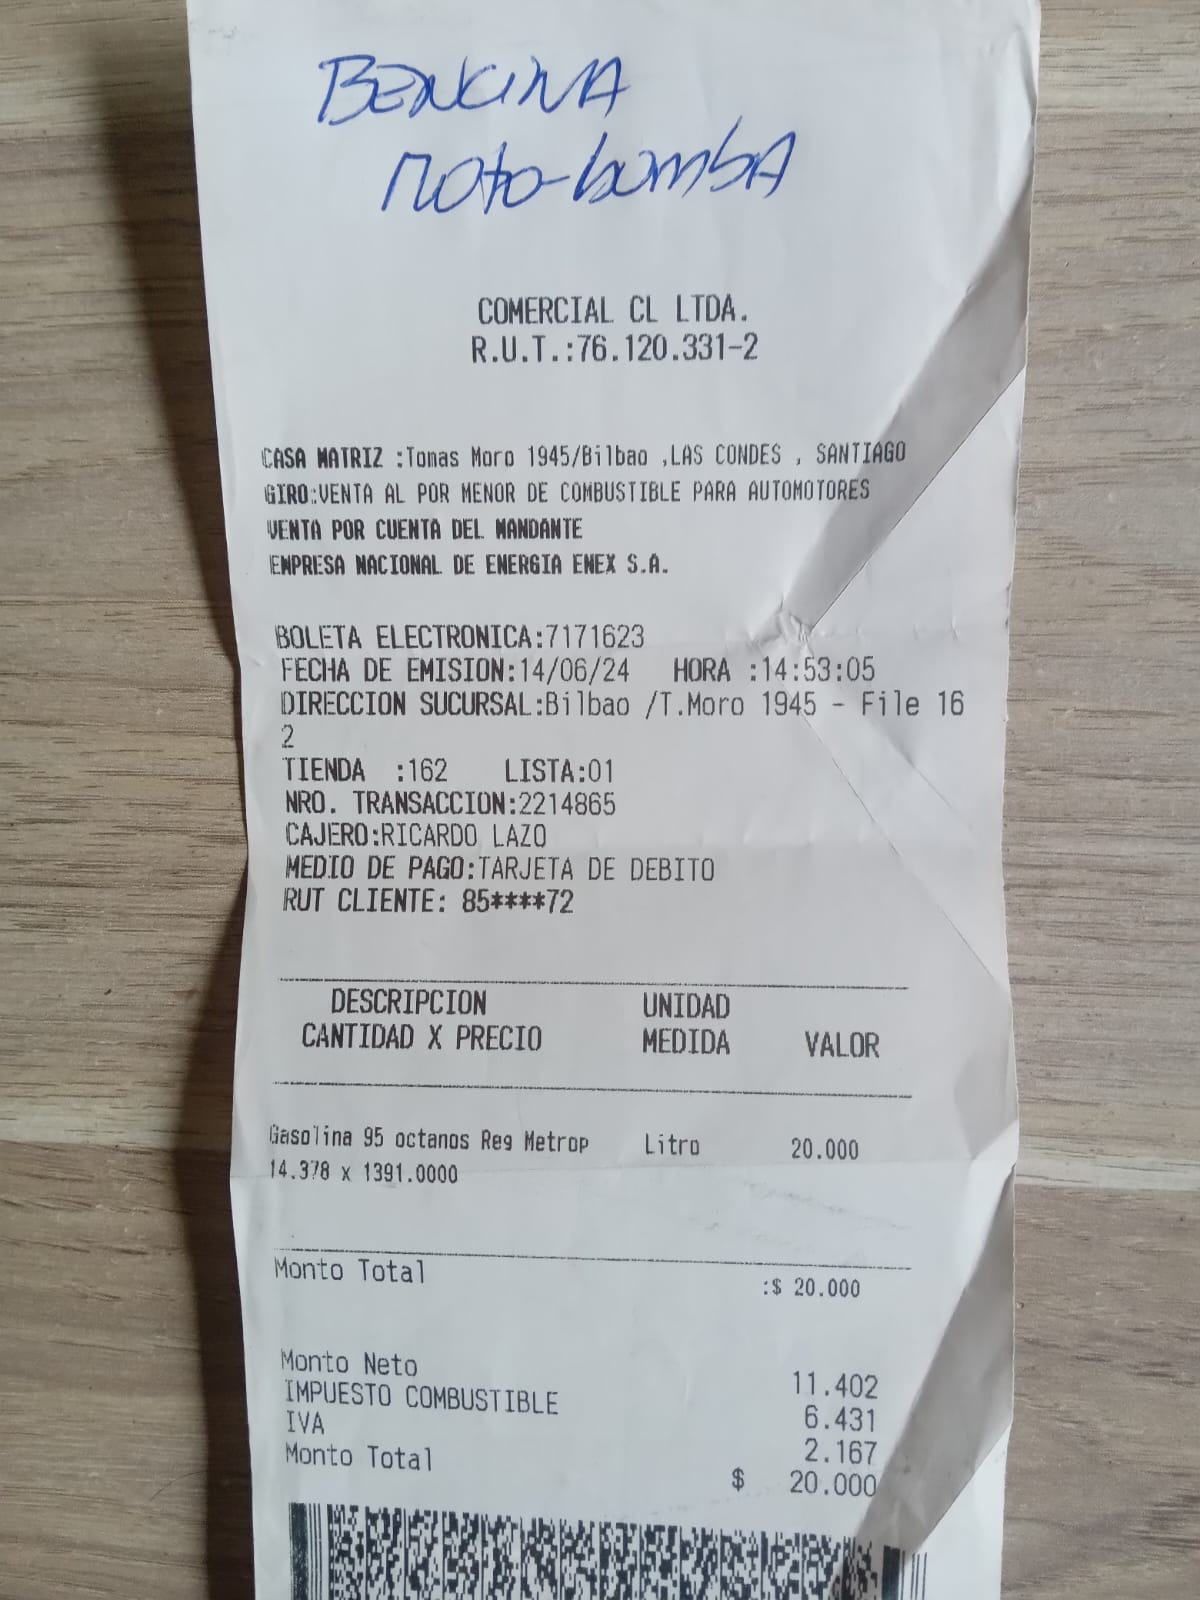 BENCINA
MOTO-bombA
COMERCIAL CL LTDA.
R.U.T.:76.120.331-2
CASA MATRIZ :Tomas Moro 1945/Bilbao ,LAS CONDES , SANTIAGO
GIRO:VENTA AL POR MENOR DE COMBUSTIBLE PARA AUTOMOTORES
VENTA POR CUENTA DEL MANDANTE
EMPRESA NACIONAL DE ENERGIA ENEX S.A.
BOLETA ELECTRONICA:7171623
FECHA DE EMISION:14/06/24 HORA :14:53:05
DIRECCION SUCURSAL:Bilbao /T.Moro 1945 - File 16
2
TIENDA :162 LISTA:01
NRO. TRANSACCION:2214865
CAJERO:RICARDO LAZO
MEDIO DE PAGO:TARJETA DE DEBITO
RUT CLIENTE: 85****72
DESCRIPCION UNIDAD
CANTIDAD X PRECIO MEDIDA VALOR
Gasolina 95 octanos Reg Metrop Litro 20.000
14.378 x 1391.0000
Monto Total :$ 20.000
Monto Neto 11.402
IMPUESTO COMBUSTIBLE 6.431
IVA 2.167
Monto Total $ 20.000